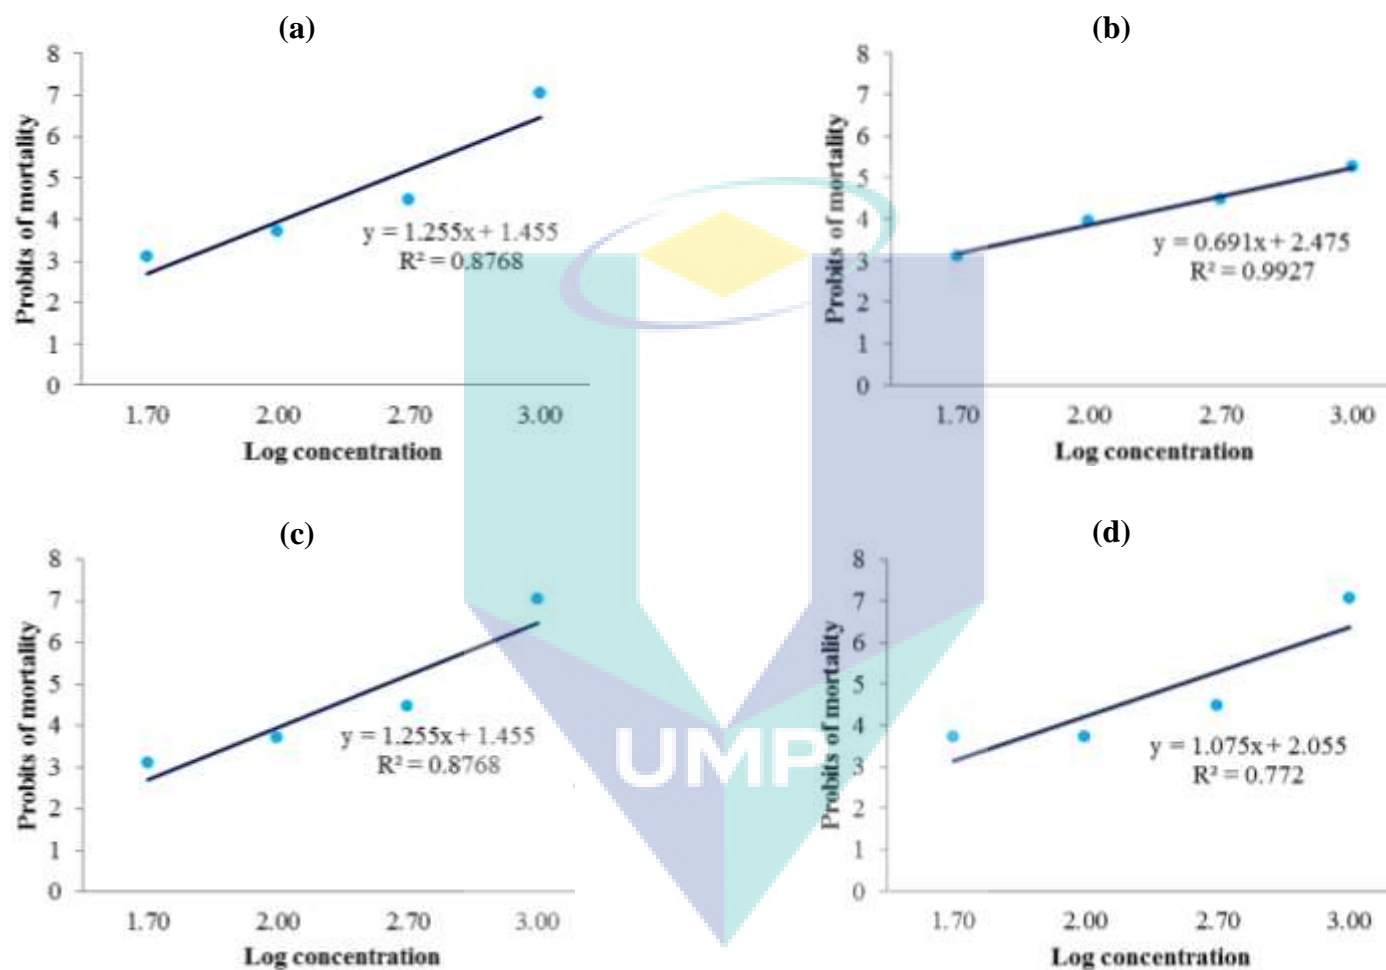 (a)
8
7
6
5
4
3
2
1
0
Probits of mortality
y = 1.255x + 1.455
R² = 0.8768
1.70 2.00 2.70 3.00
Log concentration
(b)
8
7
6
5
4
3
2
1
0
Probits of mortality
y = 0.691x + 2.475
R² = 0.9927
1.70 2.00 2.70 3.00
Log concentration
(c)
8
7
6
5
4
3
2
1
0
Probits of mortality
y = 1.255x + 1.455
R² = 0.8768
1.70 2.00 2.70 3.00
Log concentration
(d)
8
7
6
5
4
3
2
1
0
Probits of mortality
y = 1.075x + 2.055
R² = 0.772
1.70 2.00 2.70 3.00
Log concentration
UMP